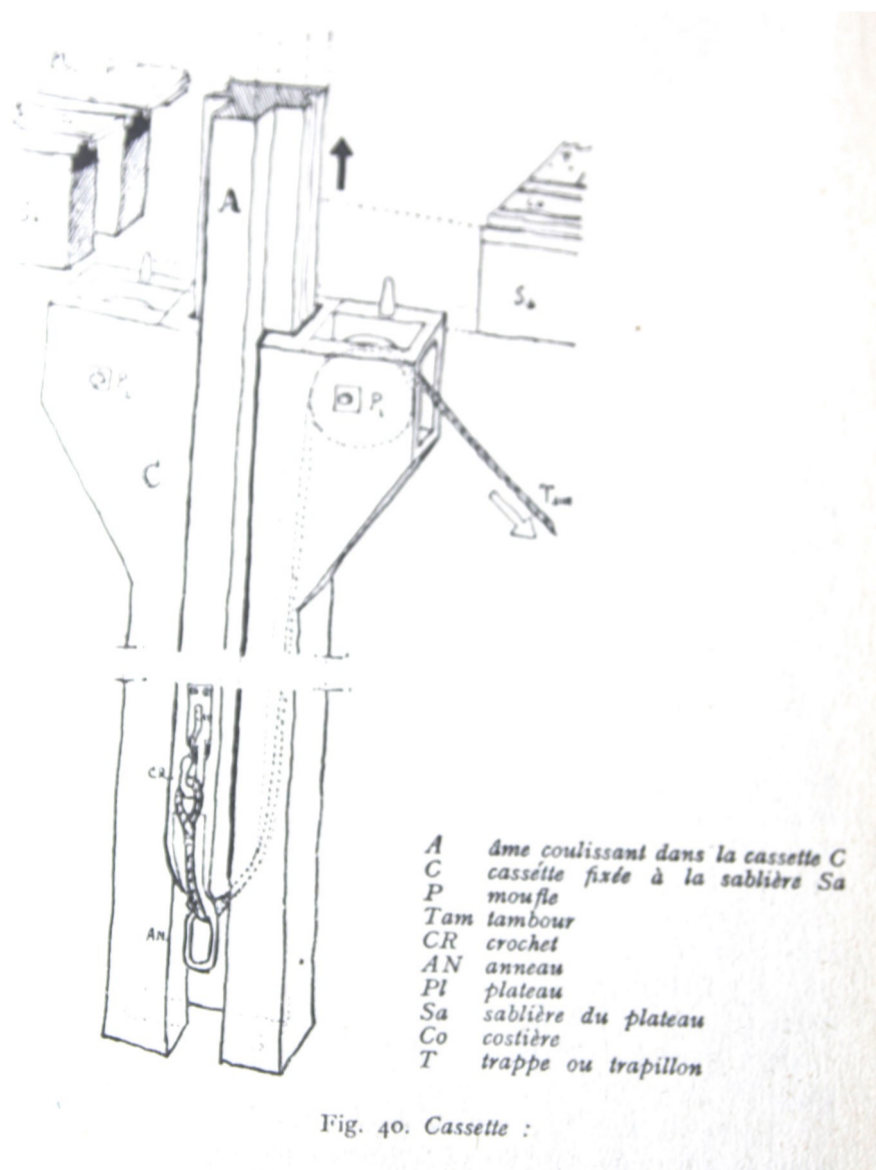 A
Sa
P.
P.
C
Tam
CR.
AN.
A âme coulissant dans la cassette C
C cassette fixée à la sablière Sa
P moufle
Tam tambour
CR crochet
AN anneau
Pl plateau
Sa sablière du plateau
Co costière
T trappe ou trapillon
Fig. 40. Cassette :